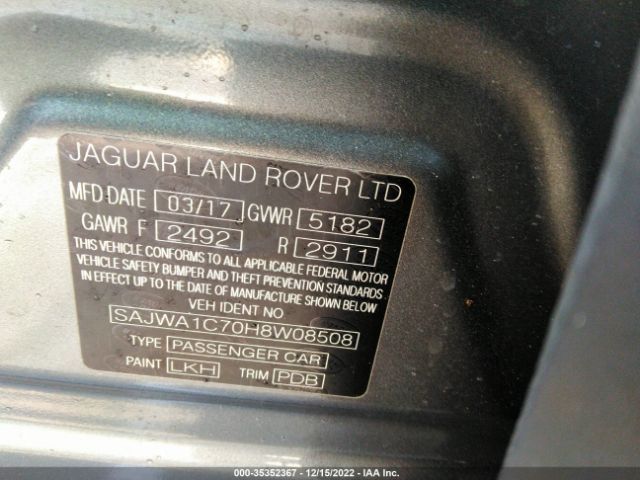 JAGUAR LAND ROVER LTD
MFD DATE 03/17 GVWR 5182
GAWR F 2492 R 2911
THIS VEHICLE CONFORMS TO ALL APPLICABLE FEDERAL MOTOR
VEHICLE SAFETY BUMPER AND THEFT PREVENTION STANDARDS
IN EFFECT UP TO THE DATE OF MANUFACTURE SHOWN BELOW
VEH IDENT NO
SAJWA1C70H8W08508
TYPE PASSENGER CAR
PAINT LKH TRIM PDB
000-35352367 - 12/15/2022 - IAA Inc.